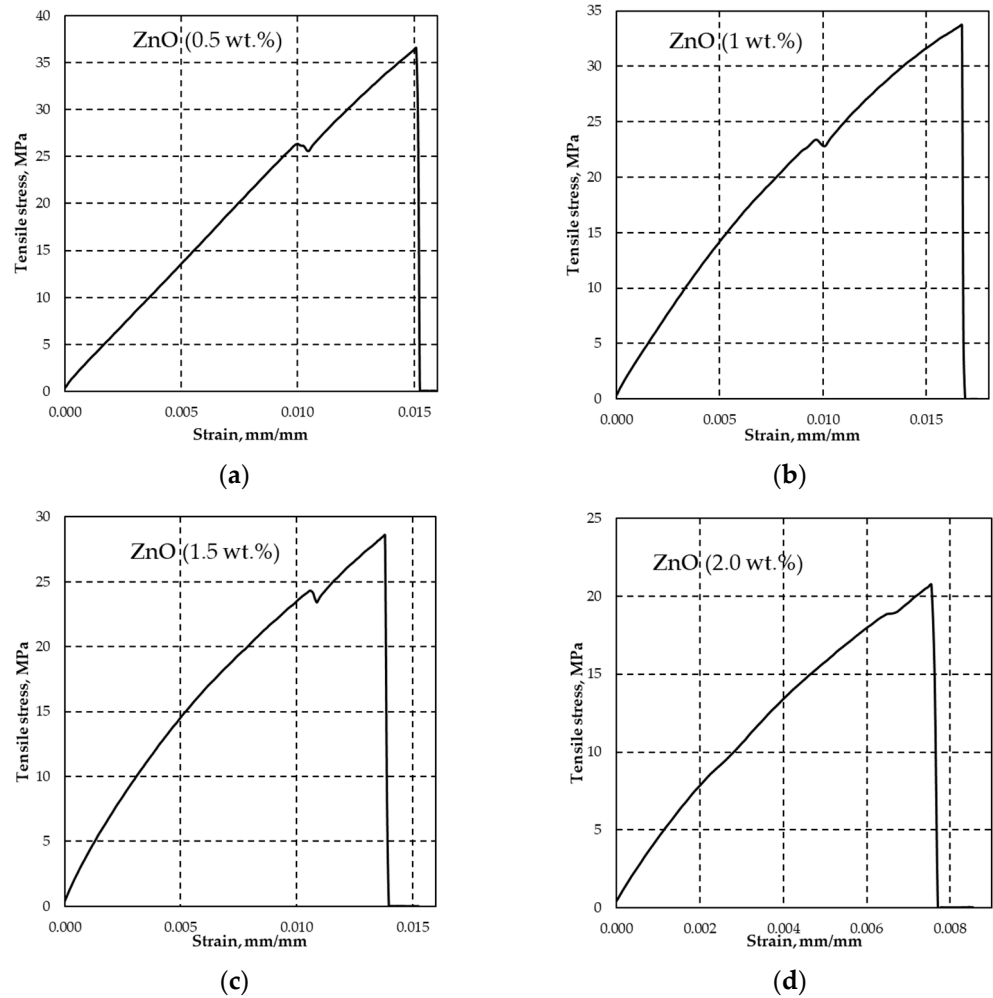 ZnO (0.5 wt.%)
Tensile stress, MPa
40
35
30
25
20
15
10
5
0
0.000 0.005 0.010 0.015
Strain, mm/mm
(a)
ZnO (1 wt.%)
Tensile stress, MPa
35
30
25
20
15
10
5
0
0.000 0.005 0.010 0.015
Strain, mm/mm
(b)
ZnO (1.5 wt.%)
Tensile stress, MPa
30
25
20
15
10
5
0
0.000 0.005 0.010 0.015
Strain, mm/mm
(c)
ZnO (2.0 wt.%)
Tensile stress, MPa
25
20
15
10
5
0
0.000 0.002 0.004 0.006 0.008
Strain, mm/mm
(d)